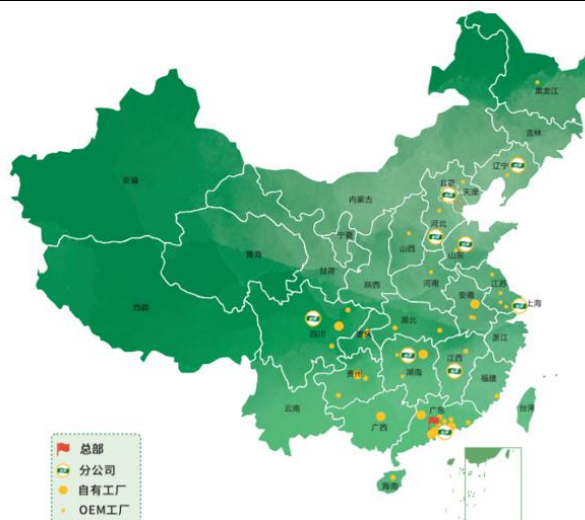 黑龙江
吉林
辽宁
新疆
内蒙古
北京
天津
河北
山西
山东
宁夏
青海
甘肃
陕西
河南
江苏
安徽
上海
西藏
四川
重庆
湖北
浙江
湖南
江西
贵州
福建
云南
广西
广东
台湾
海南
总部
分公司
自有工厂
OEM工厂